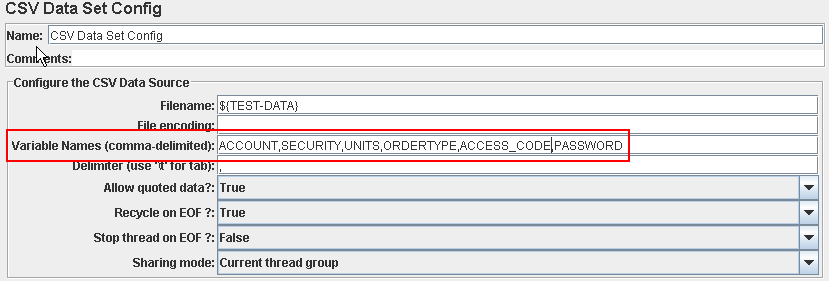 CSV Data Set Config
Name: CSV Data Set Config
Comments:
Configure the CSV Data Source
Filename: ${TEST-DATA}
File encoding:
Variable Names (comma-delimited): ACCOUNT,SECURITY,UNITS,ORDERTYPE,ACCESS_CODE,PASSWORD
Delimiter (use '\t' for tab): ,
Allow quoted data?: True
Recycle on EOF ?: True
Stop thread on EOF ?: False
Sharing mode: Current thread group